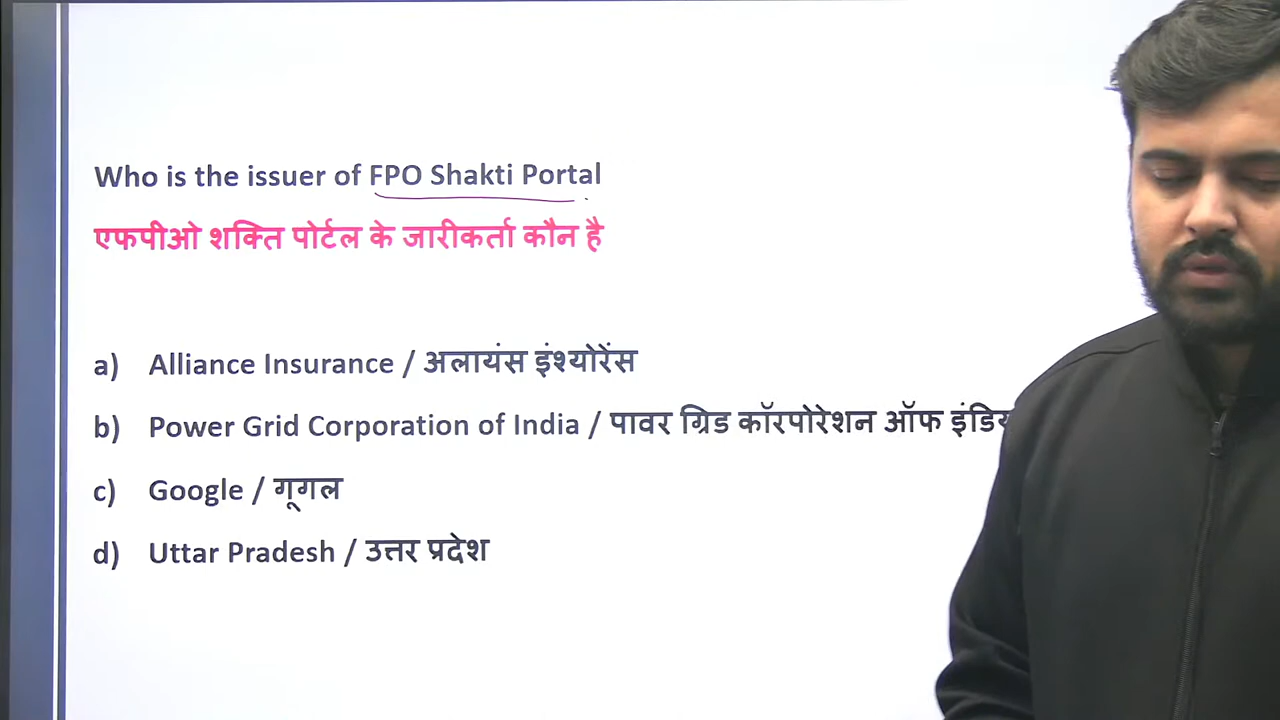 Who is the issuer of FPO Shakti Portal
एफपीओ शक्ति पोर्टल के जारीकर्ता कौन है
a) Alliance Insurance / अलायंस इंश्योरेंस
b) Power Grid Corporation of India / पावर ग्रिड कॉरपोरेशन ऑफ
c) Google / गूगल
d) Uttar Pradesh / उत्तर प्रदेश